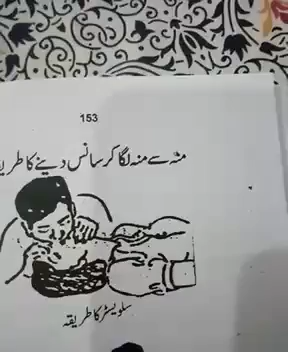 153
منہ سے منہ لگا کر سانس دینے کا
سلویسٹر کا طریقہ